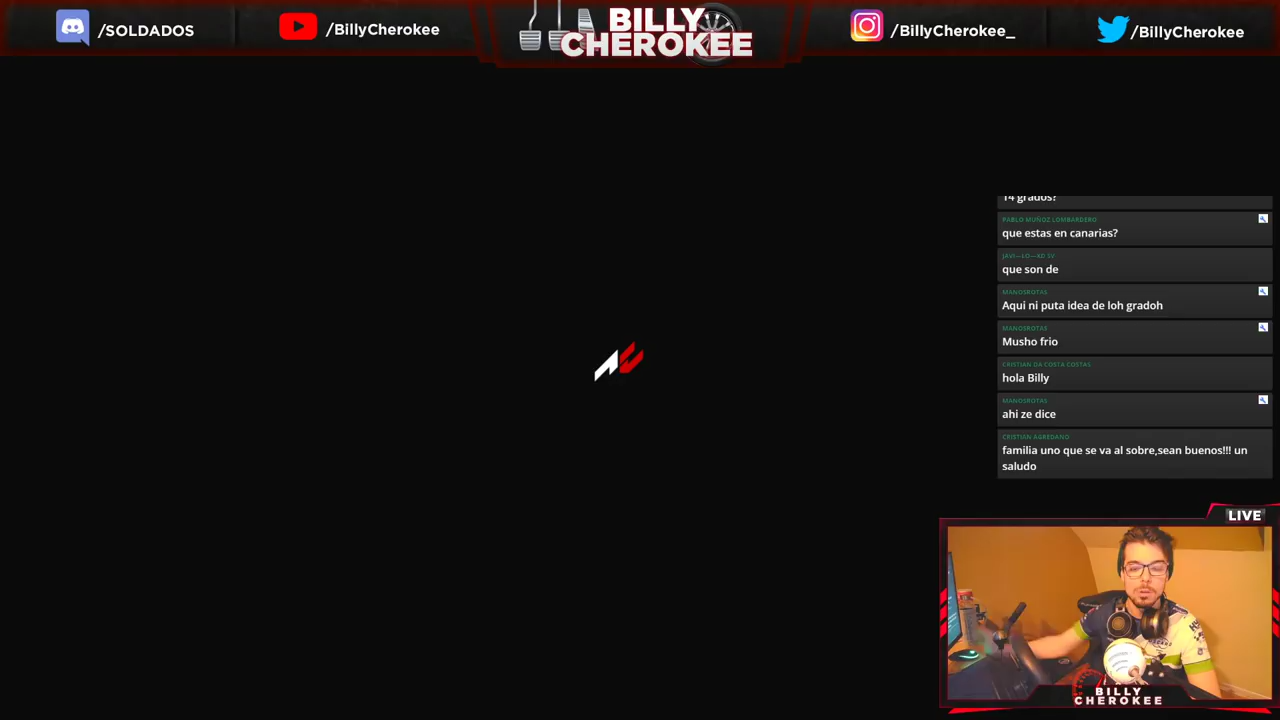 /SOLDADOS
/BillyCherokee
BILLY
CHEROKEE
/BillyCherokee_
/BillyCherokee
14 grados?
PABLO MUÑOZ LOMBARDERO
que estas en canarias?
que son de
MANOSROTAS
Aqui ni puta idea de loh gradoh
MANOSROTAS
Musho frio
CRISTIAN DA COSTA COSTAS
hola Billy
MANOSROTAS
ahi ze dice
CRISTIAN AGREDANO
familia uno que se va al sobre,sean buenos!!! un
saludo
LIVE
BILLY
CHEROKEE